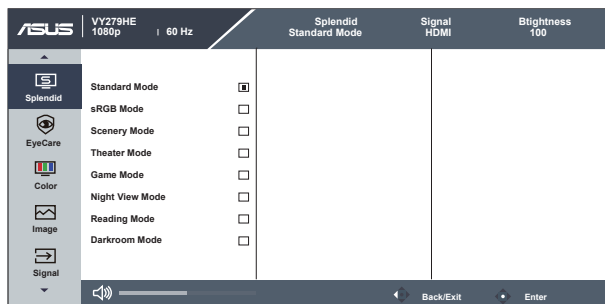 ASUS
VY279HE
1080p | 60 Hz
Splendid
Standard Mode
Signal
HDMI
Btightness
100
S
Splendid
EyeCare
Color
Image
Signal
Standard Mode
sRGB Mode
Scenery Mode
Theater Mode
Game Mode
Night View Mode
Reading Mode
Darkroom Mode
Back/Exit
Enter